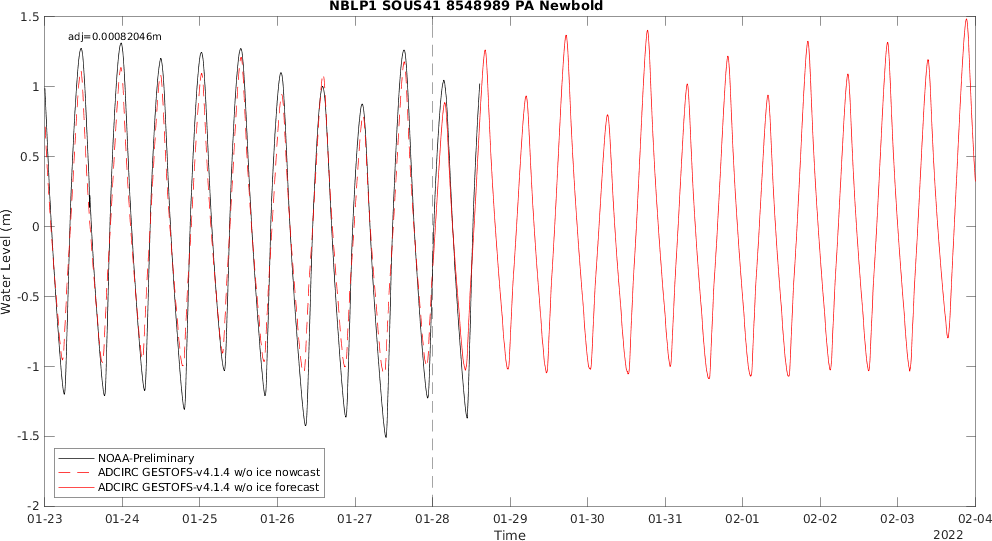 NBLP1 SOUS41 8548989 PA Newbold
adj=0.00082046m
1.5
1
0.5
0
-0.5
-1
-1.5
-2
Water Level (m)
NOAA-Preliminary
ADCIRC GESTOFS-v4.1.4 w/o ice nowcast
ADCIRC GESTOFS-v4.1.4 w/o ice forecast
01-23 01-24 01-25 01-26 01-27 01-28 01-29 01-30 01-31 02-01 02-02 02-03 02-04
Time
2022